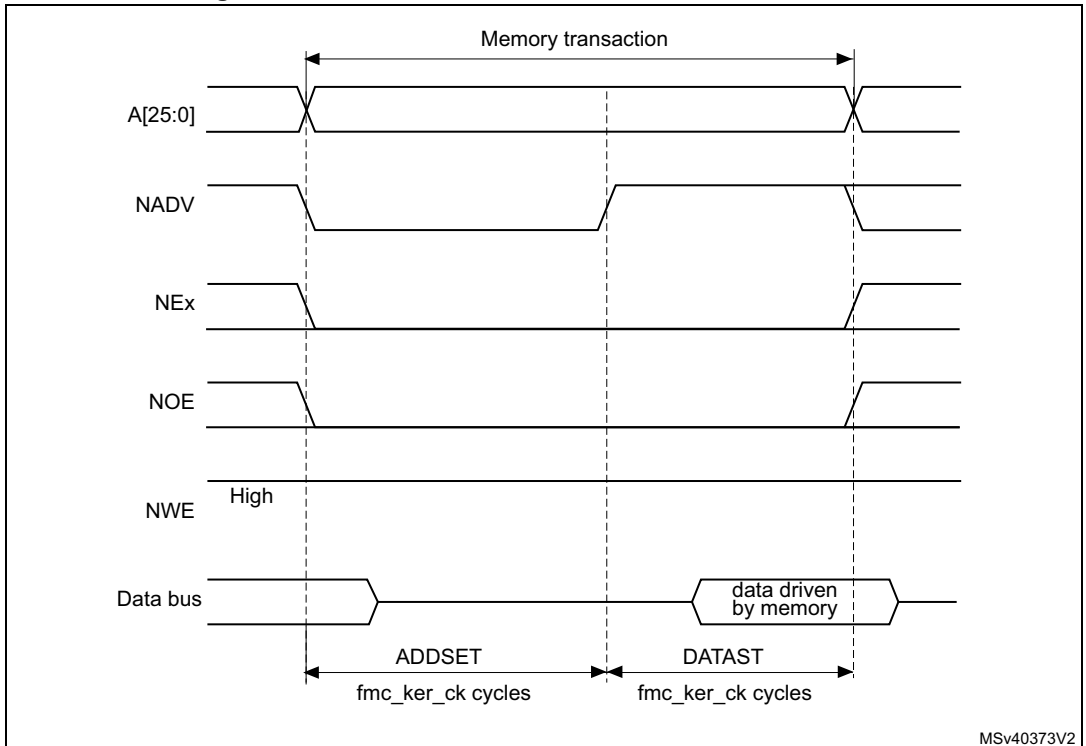 Memory transaction
A[25:0]
NADV
NEx
NOE
High
NWE
Data bus
data driven
by memory
ADDSET
DATAST
fmc_ker_ck cycles
fmc_ker_ck cycles
MSv40373V2